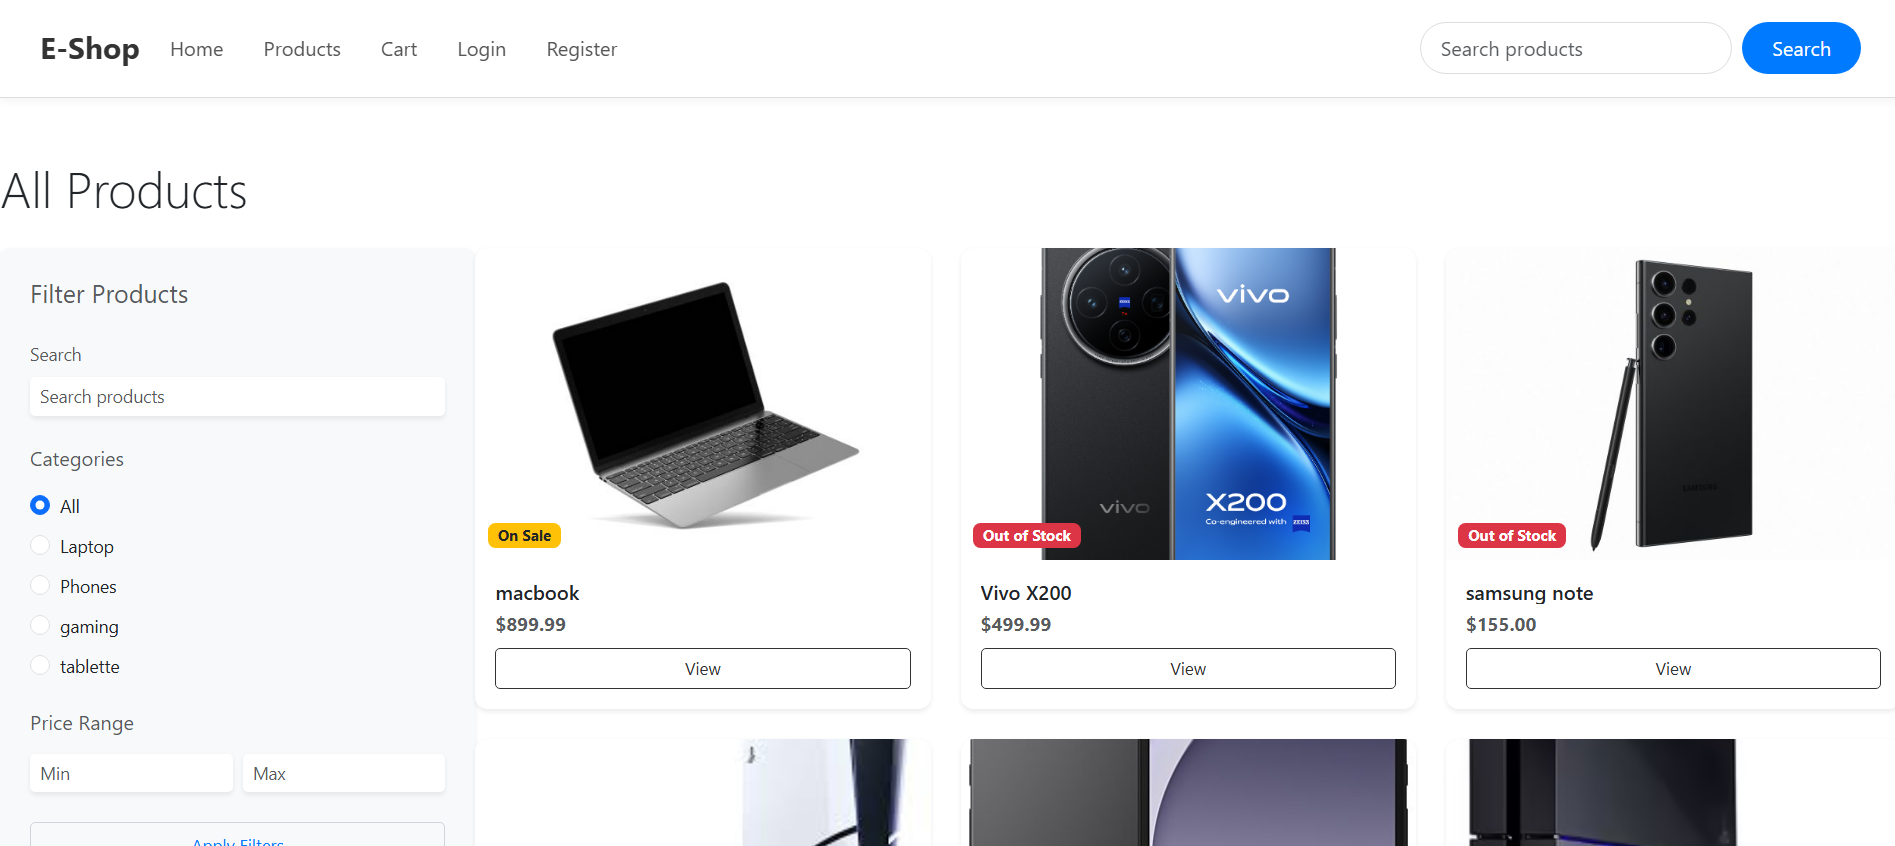 E-Shop Home Products Cart Login Register Search products Search
All Products
Filter Products
Search
Search products
Categories
All
Laptop
Phones
gaming
tablette
Price Range
Min Max
Apply Filters
On Sale
macbook
$899.99
View
vivo
vivo
X200
Co-engineered with ZEISS
Out of Stock
Vivo X200
$499.99
View
SAMSUNG
Out of Stock
samsung note
$155.00
View